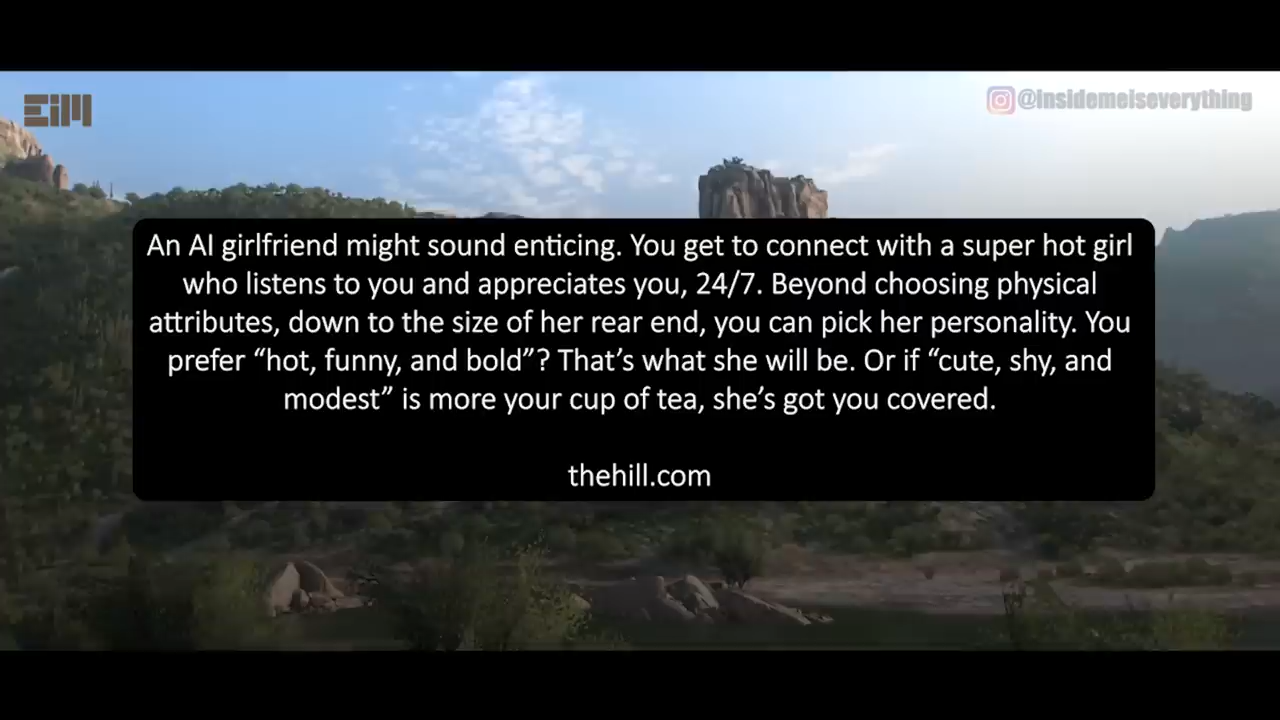 EiM
@insidemeiseverything
An AI girlfriend might sound enticing. You get to connect with a super hot girl
who listens to you and appreciates you, 24/7. Beyond choosing physical
attributes, down to the size of her rear end, you can pick her personality. You
prefer “hot, funny, and bold”? That’s what she will be. Or if “cute, shy, and
modest” is more your cup of tea, she’s got you covered.
thehill.com